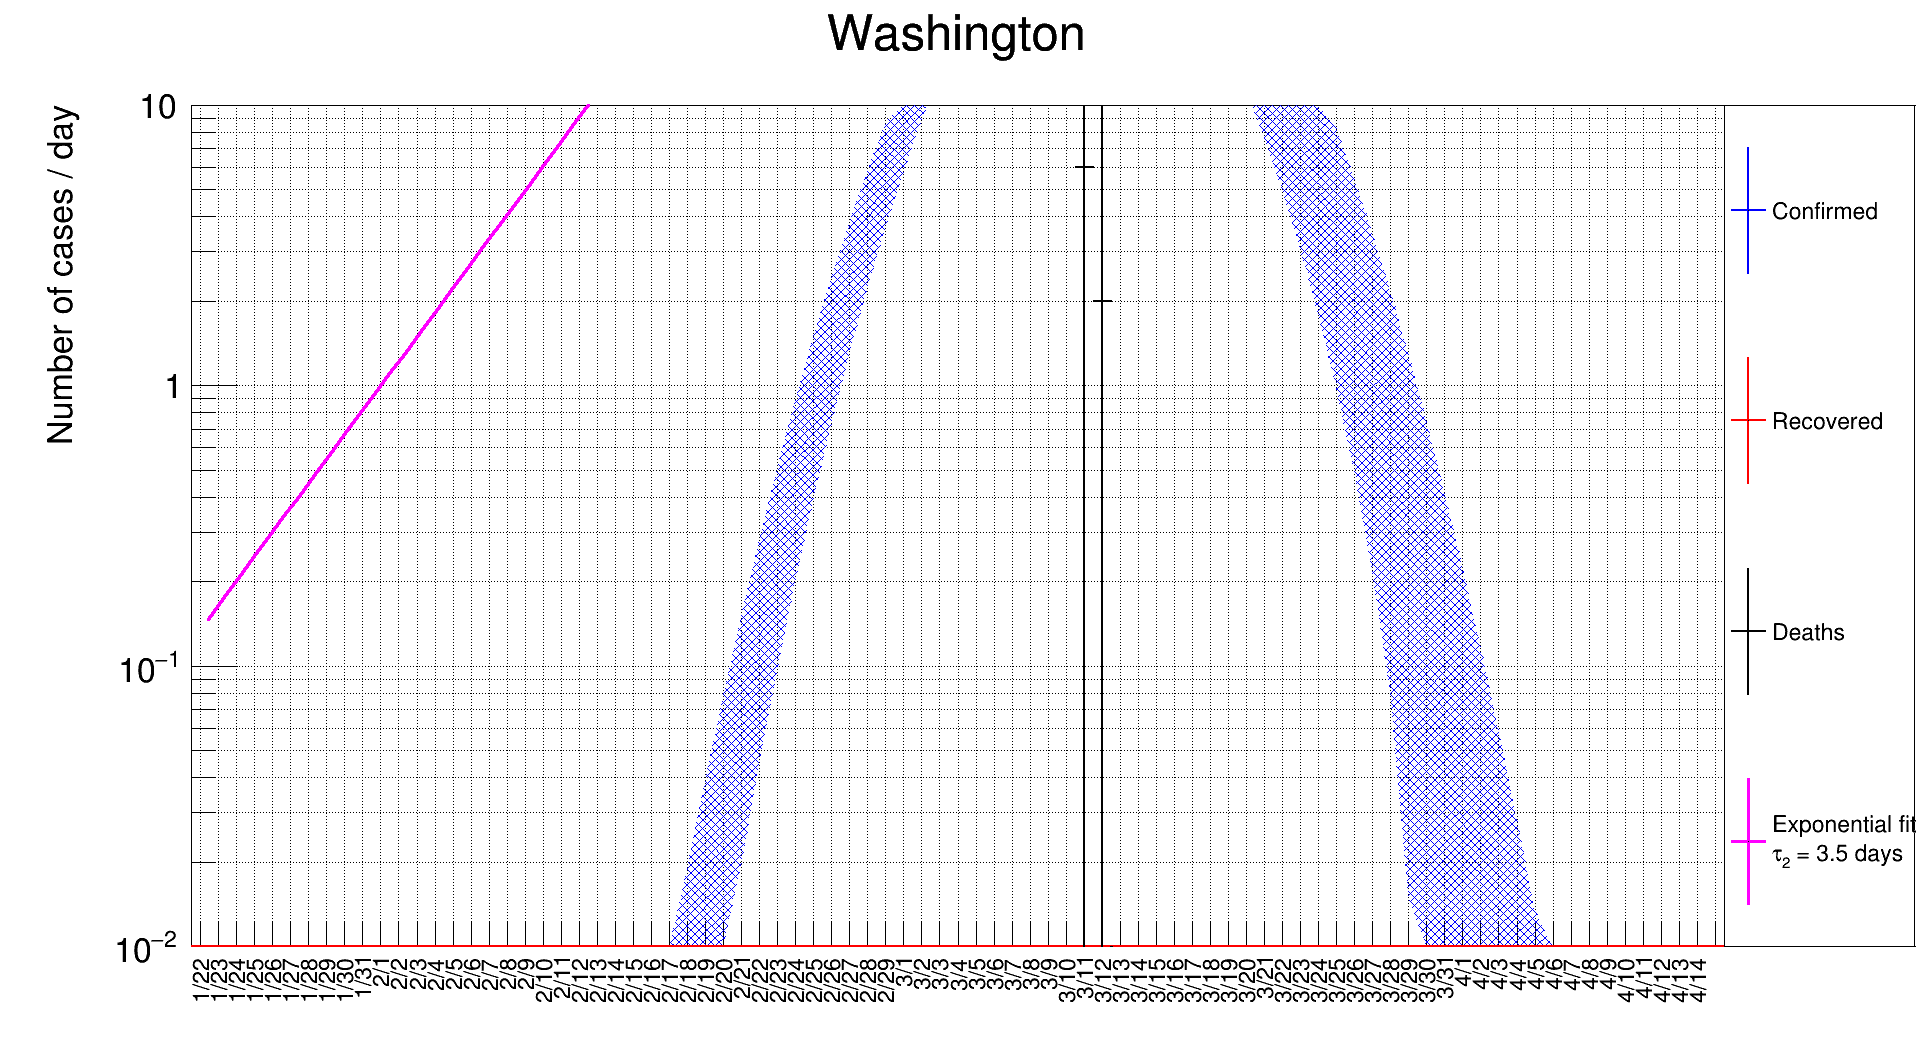 Washington
Number of cases / day
10
1
10⁻¹
10⁻²
1/22 1/23 1/24 1/25 1/26 1/27 1/28 1/29 1/30 1/31 2/1 2/2 2/3 2/4 2/5 2/6 2/7 2/8 2/9 2/10 2/11 2/12 2/13 2/14 2/15 2/16 2/17 2/18 2/19 2/20 2/21 2/22 2/23 2/24 2/25 2/26 2/27 2/28 2/29 3/1 3/2 3/3 3/4 3/5 3/6 3/7 3/8 3/9 3/10 3/11 3/12 3/13 3/14 3/15 3/16 3/17 3/18 3/19 3/20 3/21 3/22 3/23 3/24 3/25 3/26 3/27 3/28 3/29 3/30 3/31 4/1 4/2 4/3 4/4 4/5 4/6 4/7 4/8 4/9 4/10 4/11 4/12 4/13 4/14
Confirmed
Recovered
Deaths
Exponential fit
τ₂ = 3.5 days